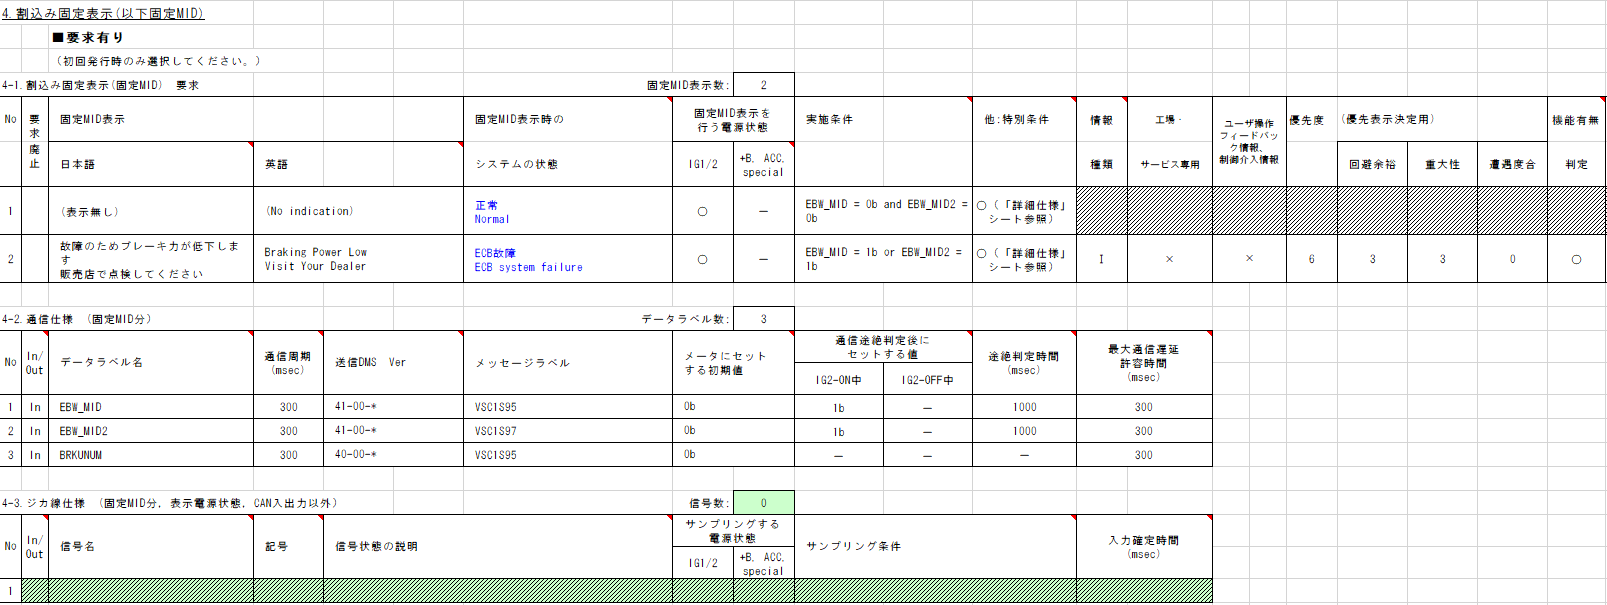 4.割込み固定表示(以下固定MID)
■要求有り
（初回発行時のみ選択してください。）
4-1.割込み固定表示(固定MID)　要求
固定MID表示数:
2
No
要求
廃止
固定MID表示
日本語
英語
固定MID表示時の
システムの状態
固定MID表示を
行う電源状態
IG1/2
+B, ACC,
special
実施条件
他:特別条件
情報
種類
工場・
サービス専用
ユーザ操作
フィードバッ
ク情報、
制御介入情報
優先度
（優先表示決定用）
回避余裕
重大性
遭遇度合
機能有無
判定
1
（表示無し）
(No indication)
正常
Normal
○
－
EBW_MID = 0b and EBW_MID2 =
0b
○（「詳細仕様」
シート参照）
2
故障のためブレーキ力が低下しま
す
販売店で点検してください
Braking Power Low
Visit Your Dealer
ECB故障
ECB system failure
○
－
EBW_MID = 1b or EBW_MID2 =
1b
○（「詳細仕様」
シート参照）
I
×
×
6
3
3
0
○
4-2.通信仕様　（固定MID分）
データラベル数:
3
No
In/
Out
データラベル名
通信周期
(msec)
送信DMS　Ver
メッセージラベル
メータにセット
する初期値
通信途絶判定後に
セットする値
IG2-ON中
IG2-OFF中
途絶判定時間
(msec)
最大通信遅延
許容時間
(msec)
1 In EBW_MID 300 41-00-* VSC1S95 0b 1b － 1000 300
2 In EBW_MID2 300 41-00-* VSC1S97 0b 1b － 1000 300
3 In BRKUNUM 300 40-00-* VSC1S95 0b － － － 300
4-3.ジカ線仕様　（固定MID分, 表示電源状態, CAN入出力以外）
信号数:
0
No
In/
Out
信号名
記号
信号状態の説明
サンプリングする
電源状態
IG1/2
+B, ACC,
special
サンプリング条件
入力確定時間
(msec)
1